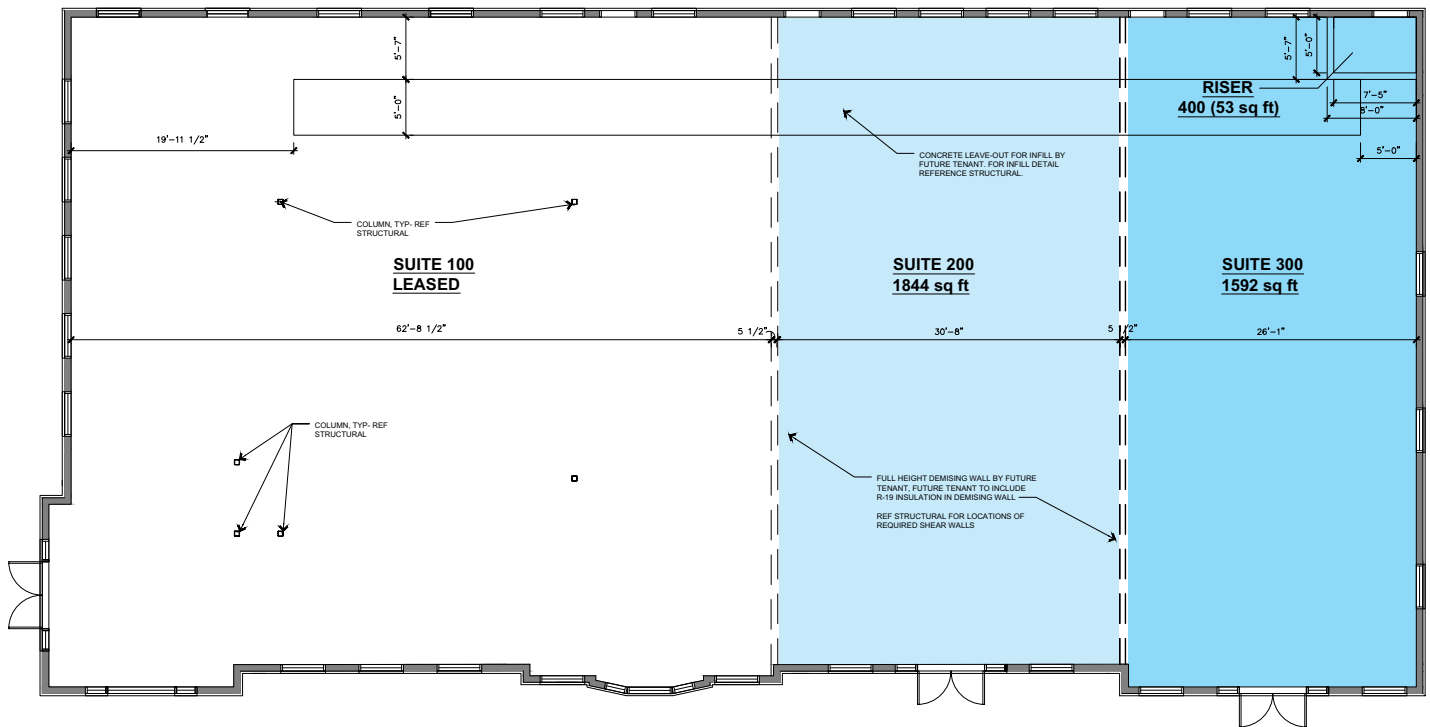 5'-7"
5'-0"
19'-11 1/2"
5'-7"
5'-0"
RISER
400 (53 sq ft)
7'-5"
8'-0"
5'-0"
CONCRETE LEAVE-OUT FOR INFILL BY
FUTURE TENANT. FOR INFILL DETAIL
REFERENCE STRUCTURAL.
COLUMN, TYP- REF
STRUCTURAL
SUITE 100
LEASED
SUITE 200
1844 sq ft
SUITE 300
1592 sq ft
62'-8 1/2"
5 1/2"
30'-8"
5 1/2"
26'-1"
COLUMN, TYP- REF
STRUCTURAL
FULL HEIGHT DEMISING WALL BY FUTURE
TENANT, FUTURE TENANT TO INCLUDE
R-19 INSULATION IN DEMISING WALL
REF STRUCTURAL FOR LOCATIONS OF
REQUIRED SHEAR WALLS